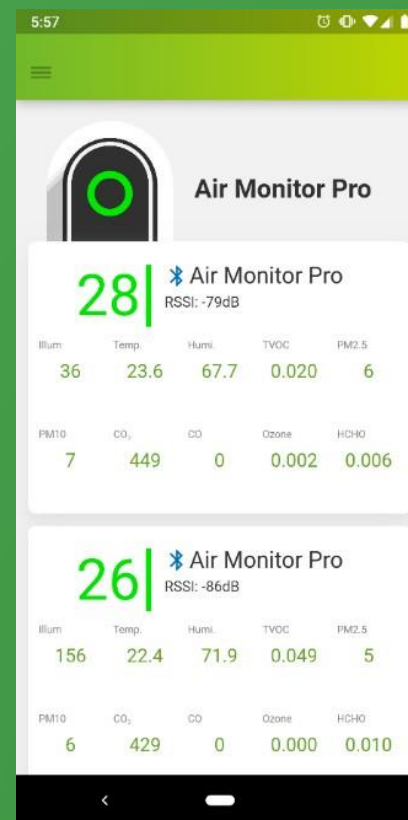 5:57
Air Monitor Pro
28 Air Monitor Pro
RSSI: -79dB
Illum Temp. Humi. TVOC PM2.5
36 23.6 67.7 0.020 6
PM10 CO₂ CO Ozone HCHO
7 449 0 0.002 0.006
26 Air Monitor Pro
RSSI: -86dB
Illum Temp. Humi. TVOC PM2.5
156 22.4 71.9 0.049 5
PM10 CO₂ CO Ozone HCHO
6 429 0 0.000 0.010